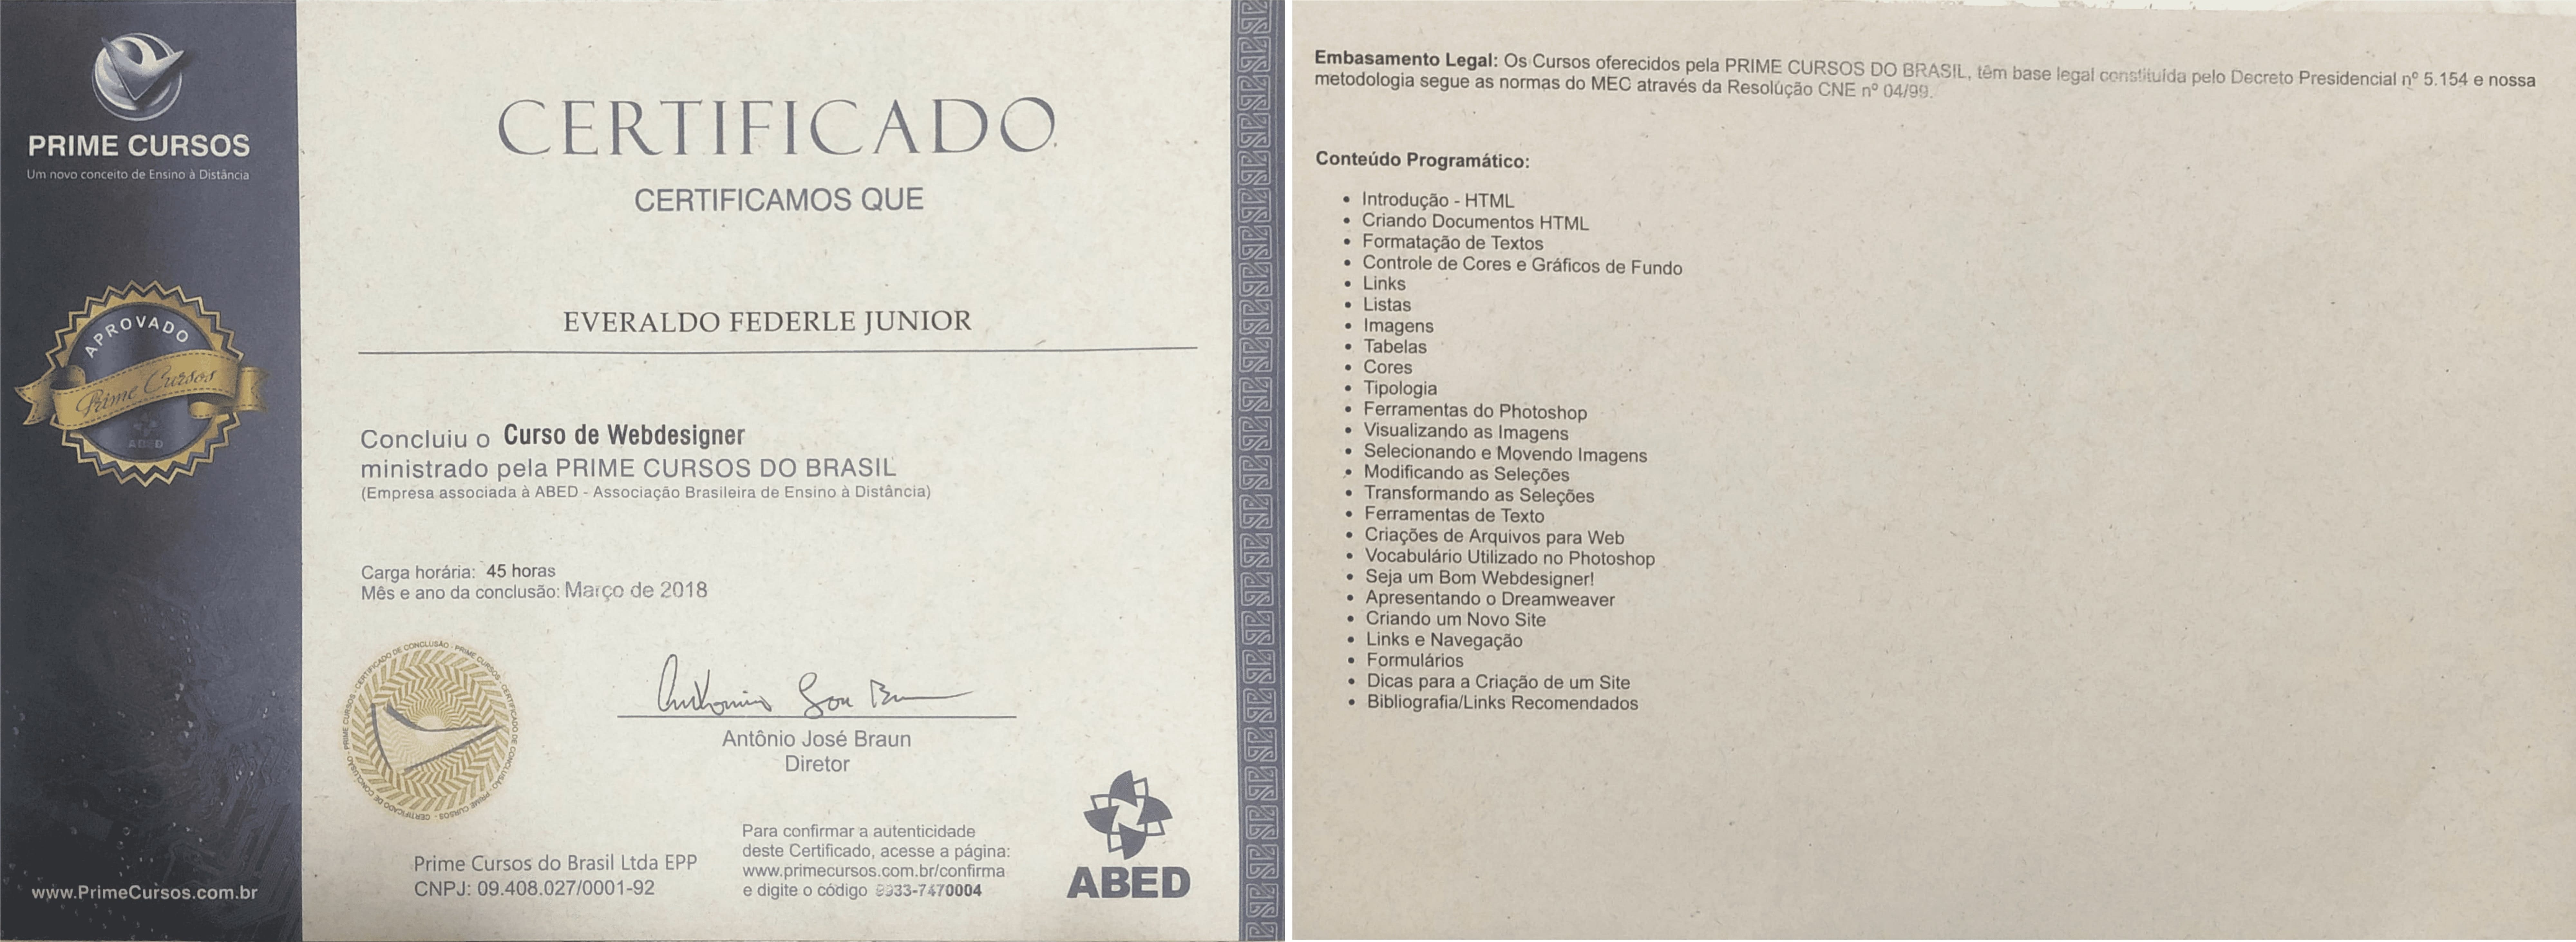 PRIME CURSOS
Um novo conceito de Ensino à Distância
APROVADO
Prime Cursos
ABED
www.PrimeCursos.com.br
CERTIFICADO
CERTIFICAMOS QUE
EVERALDO FEDERLE JUNIOR
Concluiu o Curso de Webdesigner
ministrado pela PRIME CURSOS DO BRASIL
(Empresa associada à ABED - Associação Brasileira de Ensino à Distância)
Carga horária: 45 horas
Mês e ano da conclusão: Março de 2018
CERTIFICADO DE CONCLUSÃO - PRIME CURSOS - CERTIFICADO DE CONCLUSÃO - PRIME CURSOS - CERTIFICADO DE CONCLUSÃO - PRIME CURSOS -
Antônio José Braun
Diretor
Prime Cursos do Brasil Ltda EPP
CNPJ: 09.408.027/0001-92
Para confirmar a autenticidade
deste Certificado, acesse a página:
www.primecursos.com.br/confirma
e digite o código
ABED
Embasamento Legal: Os Cursos oferecidos pela PRIME CURSOS DO BRASIL, têm base legal constituída pelo Decreto Presidencial nº 5.154 e nossa
metodologia segue as normas do MEC através da Resolução CNE nº 04/99.
Conteúdo Programático:
• Introdução - HTML
• Criando Documentos HTML
• Formatação de Textos
• Controle de Cores e Gráficos de Fundo
• Links
• Listas
• Imagens
• Tabelas
• Cores
• Tipologia
• Ferramentas do Photoshop
• Visualizando as Imagens
• Selecionando e Movendo Imagens
• Modificando as Seleções
• Transformando as Seleções
• Ferramentas de Texto
• Criações de Arquivos para Web
• Vocabulário Utilizado no Photoshop
• Seja um Bom Webdesigner!
• Apresentando o Dreamweaver
• Criando um Novo Site
• Links e Navegação
• Formulários
• Dicas para a Criação de um Site
• Bibliografia/Links Recomendados